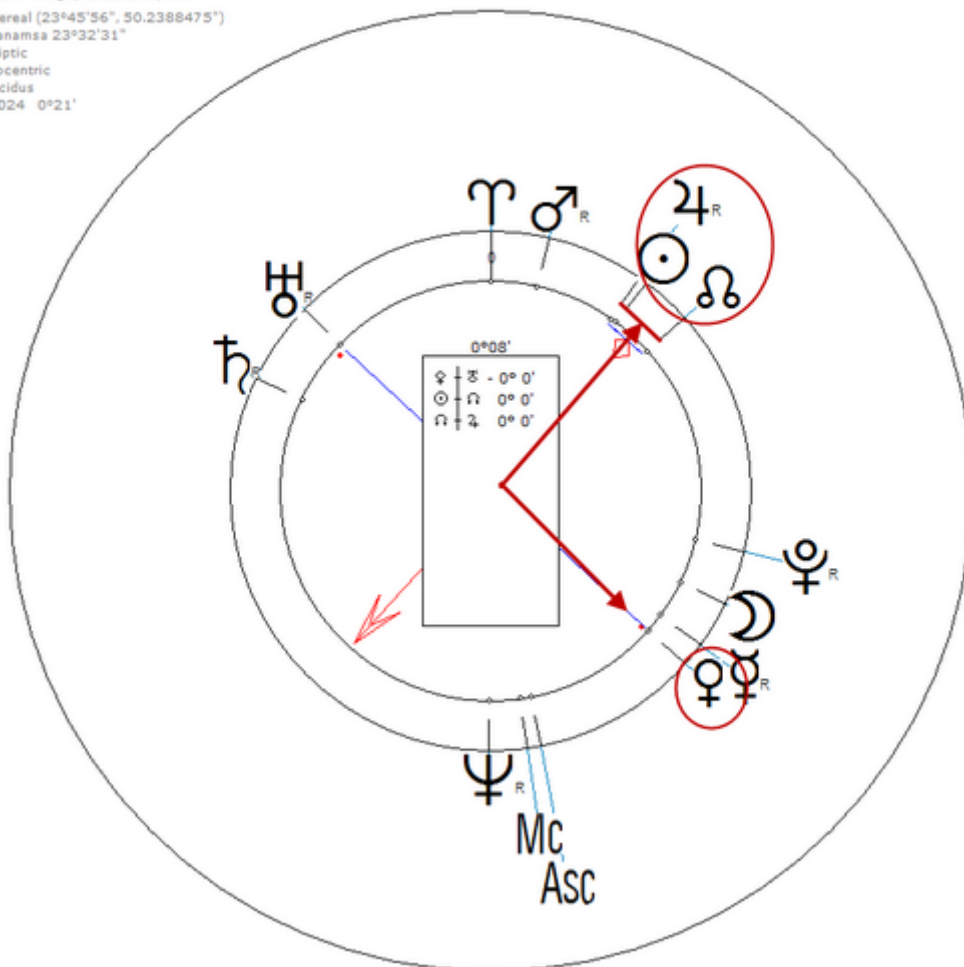 ereal (23°45'56", 50.2388475")
anamsa 23°32'31"
iptic
ocentric
cidus
024 0°21'
♈ ♂ R
♃ R
☉
☊
♅ R
♄ R
0
0°08'
♀ ┼ ♅ - 0° 0'
☉ ┼ ☊ 0° 0'
☊ ┼ ♃ 0° 0'
♇ R
☽
♀ ☿ R
♆ R
Mc
Asc